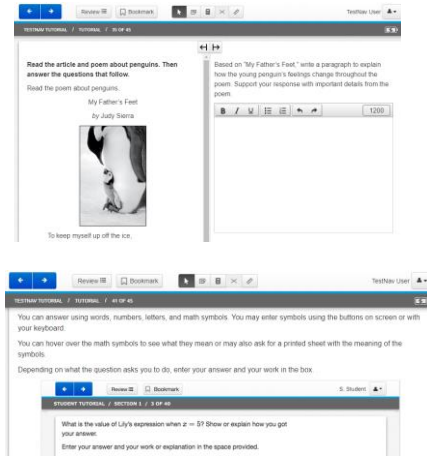 Review
Bookmark
TestNav User
TESTNAV TUTORIAL / TUTORIAL / 35 OF 45
Read the article and poem about penguins. Then
answer the questions that follow.
Read the poem about penguins.
My Father's Feet
by Judy Sierra
To keep myself up off the ice,
Based on "My Father's Feet," write a paragraph to explain
how the young penguin's feelings change throughout the
poem. Support your response with important details from the
poem.
B I U
1200
Review
Bookmark
TestNav User
TESTNAV TUTORIAL / TUTORIAL / 41 OF 45
You can answer using words, numbers, letters, and math symbols. You may enter symbols using the buttons on screen or with
your keyboard.
You can hover over the math symbols to see what they mean or may also ask for a printed sheet with the meaning of the
symbols.
Depending on what the question asks you to do, enter your answer and your work in the box.
Review
Bookmark
S. Student
STUDENT TUTORIAL / SECTION 1 / 3 OF 40
What is the value of Lily's expression when x = 5? Show or explain how you got
your answer.
Enter your answer and your work or explanation in the space provided.